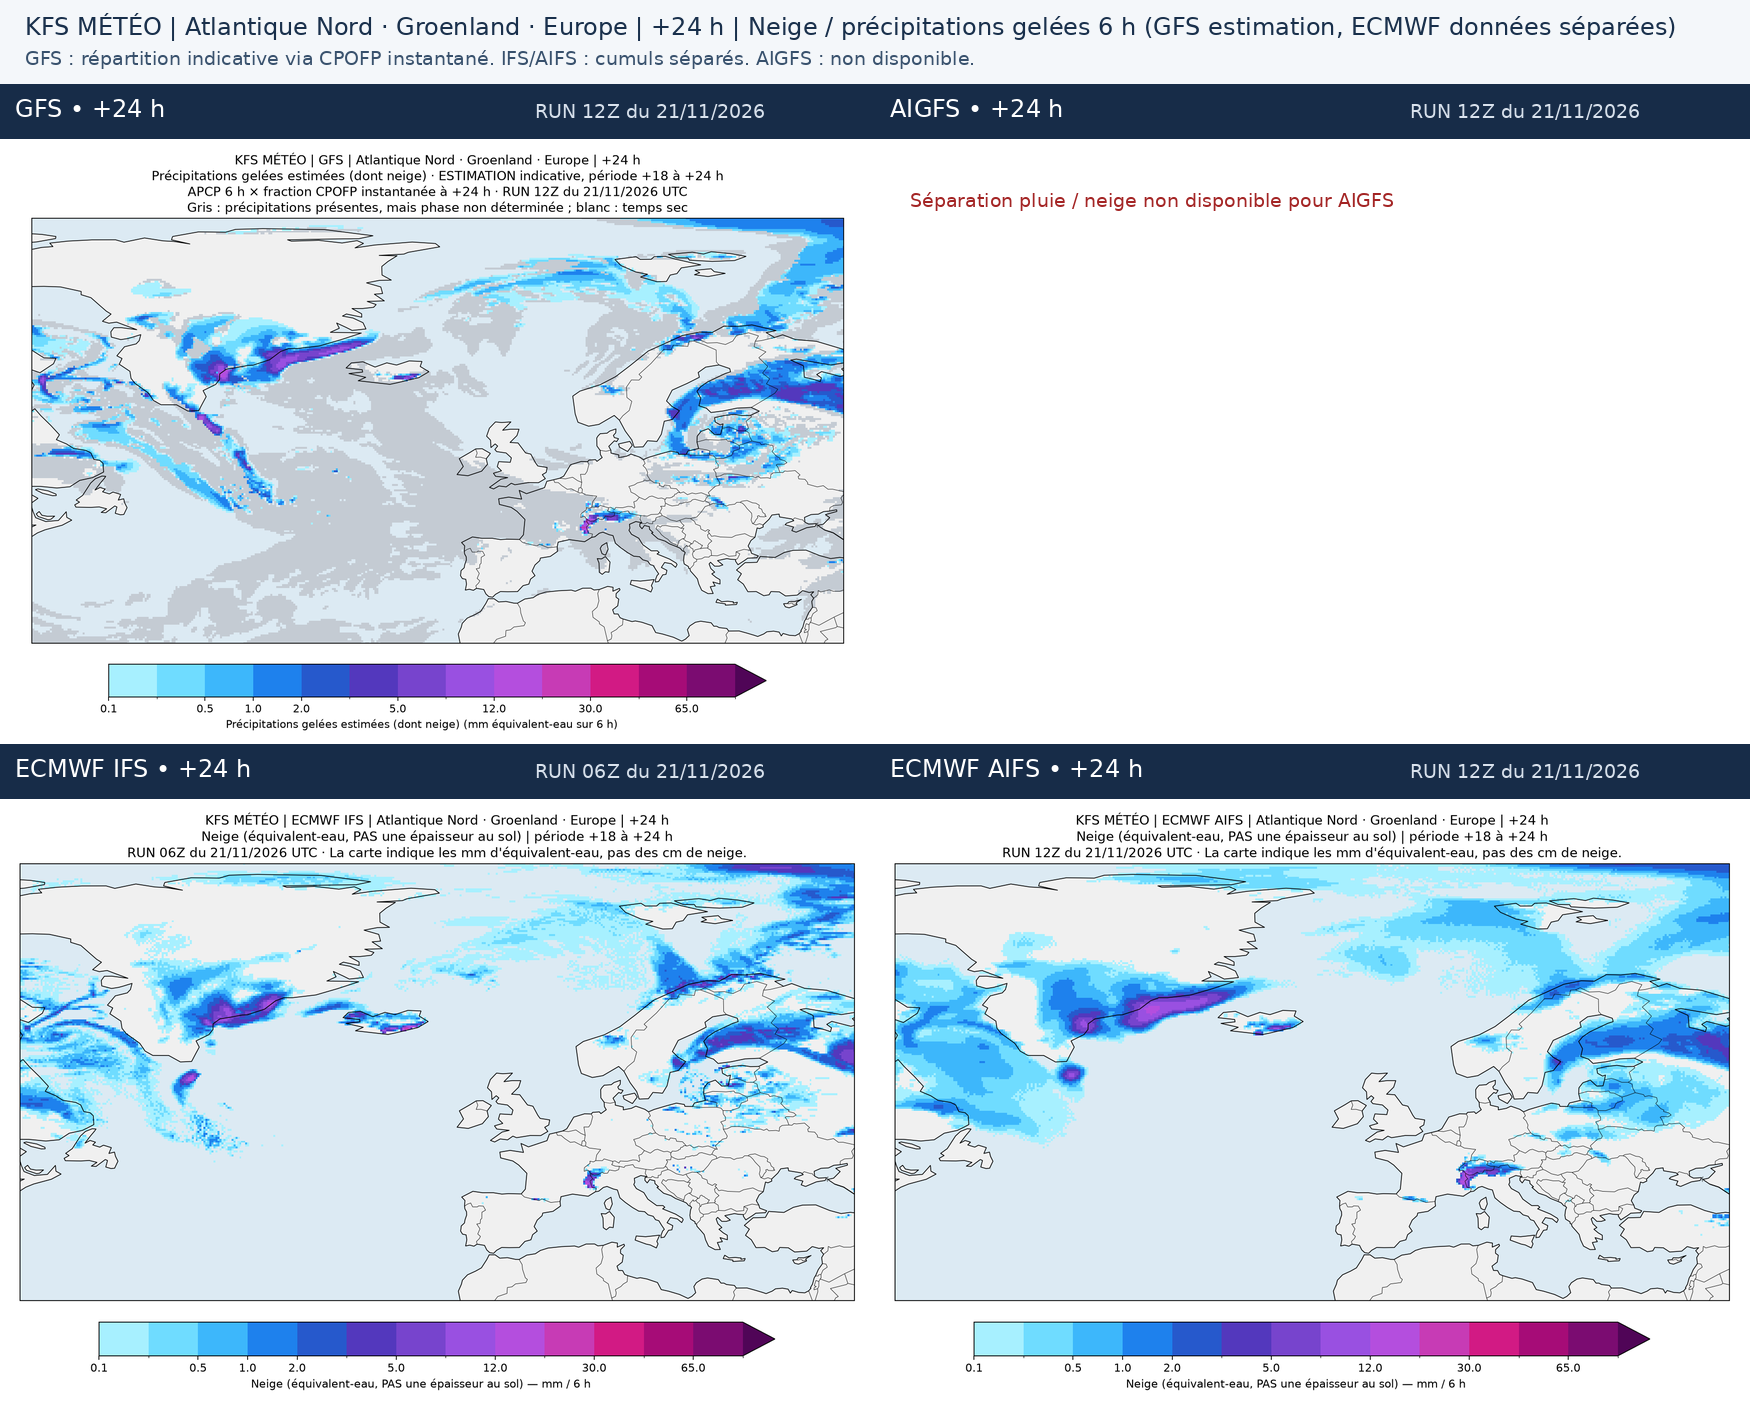 KFS MÉTÉO | Atlantique Nord · Groenland · Europe | +24 h | Neige / précipitations gelées 6 h (GFS estimation, ECMWF données séparées)
GFS : répartition indicative via CPOFP instantané. IFS/AIFS : cumuls séparés. AIGFS : non disponible.
GFS • +24 h RUN 12Z du 21/11/2026
AIGFS • +24 h RUN 12Z du 21/11/2026
KFS MÉTÉO | GFS | Atlantique Nord · Groenland · Europe | +24 h
Précipitations gelées estimées (dont neige) · ESTIMATION indicative, période +18 à +24 h
APCP 6 h × fraction CPOFP instantanée à +24 h · RUN 12Z du 21/11/2026 UTC
Gris : précipitations présentes, mais phase non déterminée ; blanc : temps sec
Séparation pluie / neige non disponible pour AIGFS
0.1 0.5 1.0 2.0 5.0 12.0 30.0 65.0
Précipitations gelées estimées (dont neige) (mm équivalent-eau sur 6 h)
ECMWF IFS • +24 h RUN 06Z du 21/11/2026
ECMWF AIFS • +24 h RUN 12Z du 21/11/2026
KFS MÉTÉO | ECMWF IFS | Atlantique Nord · Groenland · Europe | +24 h
Neige (équivalent-eau, PAS une épaisseur au sol) | période +18 à +24 h
RUN 06Z du 21/11/2026 UTC · La carte indique les mm d'équivalent-eau, pas des cm de neige.
0.1 0.5 1.0 2.0 5.0 12.0 30.0 65.0
Neige (équivalent-eau, PAS une épaisseur au sol) — mm / 6 h
KFS MÉTÉO | ECMWF AIFS | Atlantique Nord · Groenland · Europe | +24 h
Neige (équivalent-eau, PAS une épaisseur au sol) | période +18 à +24 h
RUN 12Z du 21/11/2026 UTC · La carte indique les mm d'équivalent-eau, pas des cm de neige.
0.1 0.5 1.0 2.0 5.0 12.0 30.0 65.0
Neige (équivalent-eau, PAS une épaisseur au sol) — mm / 6 h